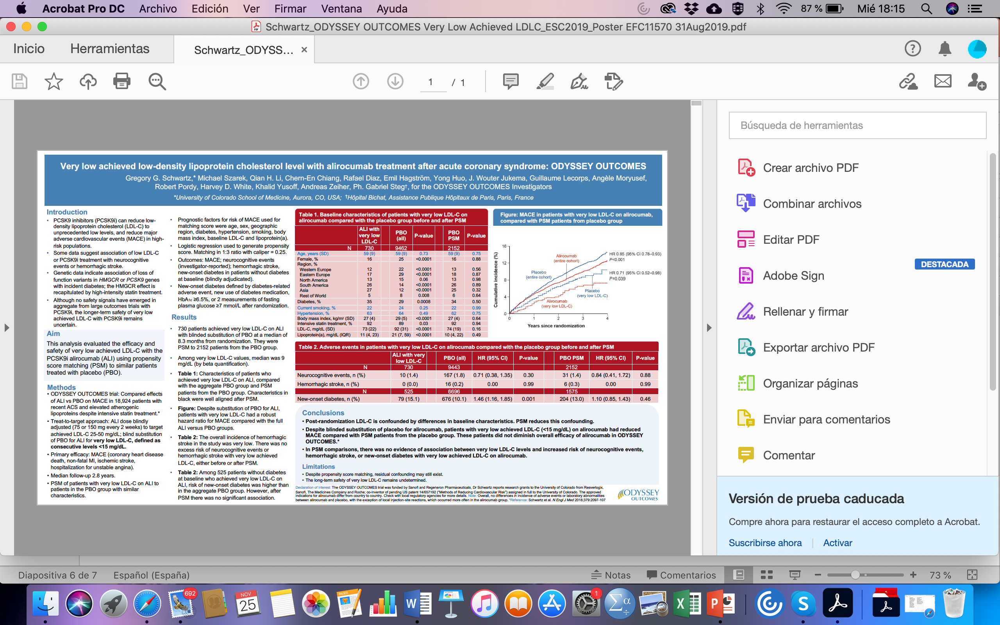 Acrobat Pro DC Archivo Edición Ver Firmar Ventana Ayuda 87 % Mié 18:15
Schwartz_ODYSSEY OUTCOMES Very Low Achieved LDLC_ESC2019_Poster EFC11570 31Aug2019.pdf
Inicio Herramientas Schwartz_ODYSS... ×
1 / 1
Very low achieved low-density lipoprotein cholesterol level with alirocumab treatment after acute coronary syndrome: ODYSSEY OUTCOMES
Gregory G. Schwartz,* Michael Szarek, Qian H. Li, Chern-En Chiang, Rafael Diaz, Emil Hagström, Yong Huo, J. Wouter Jukema, Guillaume Lecorps, Angèle Moryusef,
Robert Pordy, Harvey D. White, Khalid Yusoff, Andreas Zeiher, Ph. Gabriel Steg†, for the ODYSSEY OUTCOMES Investigators
*University of Colorado School of Medicine, Aurora, CO, USA; †Hôpital Bichat, Assistance Publique Hôpitaux de Paris, Paris, France
Introduction
• PCSK9 inhibitors (PCSK9i) can reduce low-
density lipoprotein cholesterol (LDL-C) to
unprecedented low levels, and reduce major
adverse cardiovascular events (MACE) in high-
risk populations.
• Some data suggest association of low LDL-C
or PCSK9i treatment with neurocognitive
events or hemorrhagic stroke.
• Genetic data indicate association of loss of
function variants in HMGCR or PCSK9 genes
with incident diabetes; the HMGCR effect is
recapitulated by high-intensity statin treatment.
• Although no safety signals have emerged in
aggregate from large outcomes trials with
PCSK9i, the longer-term safety of very low
achieved LDL-C with PCSK9i remains
uncertain.
Aim
This analysis evaluated the efficacy and
safety of very low achieved LDL-C with the
PCSK9i alirocumab (ALI) using propensity
score matching (PSM) to similar patients
treated with placebo (PBO).
Methods
• ODYSSEY OUTCOMES trial: Compared effects
of ALI vs PBO on MACE in 18,924 patients with
recent ACS and elevated atherogenic
lipoproteins despite intensive statin treatment.*
• Treat-to-target approach: ALI dose blindly
adjusted (75 or 150 mg every 2 weeks) to target
achieved LDL-C 25-50 mg/dL; blind substitution
of PBO for ALI for very low LDL-C, defined as
consecutive levels <15 mg/dL.
• Primary efficacy: MACE (coronary heart disease
death, non-fatal MI, ischemic stroke,
hospitalization for unstable angina).
• Median follow-up 2.8 years.
• PSM of patients with very low LDL-C on ALI to
patients in the PBO group with similar
characteristics.
• Prognostic factors for risk of MACE used for
matching score were age, sex, geographic
region, diabetes, hypertension, smoking, body
mass index, baseline LDL-C and lipoprotein(a).
• Logistic regression used to generate propensity
score. Matching in 1:3 ratio with caliper = 0.25.
• Outcomes: MACE; neurocognitive events
(investigator-reported); hemorrhagic stroke,
new-onset diabetes in patients without diabetes
at baseline (blindly adjudicated).
• New-onset diabetes defined by diabetes-related
adverse event, new use of diabetes medication,
HbA1c ≥6.5%, or 2 measurements of fasting
plasma glucose ≥7 mmol/L after randomization.
Results
• 730 patients achieved very low LDL-C on ALI
with blinded substitution of PBO at a median of
8.3 months from randomization. They were
PSM to 2152 patients from the PBO group.
• Among very low LDL-C values, median was 9
mg/dL (by beta quantification).
• Table 1: Characteristics of patients who
achieved very low LDL-C on ALI, compared
with the aggregate PBO group and PSM
patients from the PBO group. Characteristics in
black were well aligned after PSM.
• Figure: Despite substitution of PBO for ALI,
patients with very low LDL-C had a robust
hazard ratio for MACE compared with the full
ALI versus PBO groups.
• Table 2: The overall incidence of hemorrhagic
stroke in the study was very low. There was no
excess risk of neurocognitive events or
hemorrhagic stroke with very low achieved
LDL-C, either before or after PSM.
• Table 2: Among 525 patients without diabetes
at baseline who achieved very low LDL-C on
ALI, risk of new-onset diabetes was higher than
in the aggregate PBO group. However, after
PSM there was no significant association.
Table 1. Baseline characteristics of patients with very low LDL-C on
alirocumab compared with the placebo group before and after PSM
ALI with very low LDL-C PBO (all) P-value PBO PSM P-value
N 730 9462 2152
Age, years (SD) 59 (9) 59 (9) 0.73 59 (9) 0.75
Female, % 16 25 <0.0001 16 0.88
Region, %
Western Europe 12 22 <0.0001 13 0.56
Eastern Europe 17 29 <0.0001 18 0.87
North America 13 15 0.06 13 0.98
South America 26 14 <0.0001 26 0.89
Asia 27 12 <0.0001 25 0.32
Rest of World 5 8 0.008 6 0.64
Diabetes, % 35 29 0.0008 34 0.50
Current smoking, % 22 24 0.25 22 0.99
Hypertension, % 63 64 0.49 62 0.75
Body mass index, kg/m² (SD) 27 (4) 29 (5) <0.0001 27 (4) 0.64
Intensive statin treatment, % 92 89 0.03 92 0.94
LDL-C, mg/dL (SD) 73 (22) 92 (31) <0.0001 74 (19) 0.16
Lipoprotein(a), mg/dL (IQR) 11 (4, 23) 21 (7, 59) <0.0001 10 (4, 22) 0.49
Figure: MACE in patients with very low LDL-C on alirocumab,
compared with PSM patients from placebo group
Cumulative incidence (%)
16
12
8
4
0
0 1 2 3 4
Years since randomization
Alirocumab
(entire cohort)
Placebo
(entire cohort)
Placebo
(very low LDL-C)
Alirocumab
(very low LDL-C)
HR 0.85 (95% CI 0.78–0.93)
P<0.001
HR 0.71 (95% CI 0.52–0.98)
P=0.039
Table 2. Adverse events in patients with very low LDL-C on alirocumab compared with the placebo group before and after PSM
ALI with very low LDL-C PBO (all) HR (95% CI) P-value PBO PSM HR (95% CI) P-value
N 730 9443 2152
Neurocognitive events, n (%) 10 (1.4) 167 (1.8) 0.71 (0.38, 1.35) 0.30 31 (1.4) 0.84 (0.41, 1.72) 0.88
Hemorrhagic stroke, n (%) 0 (0.0) 16 (0.2) 0.00 0.99 6 (0.3) 0.00 0.99
N 525 6696 1575
New-onset diabetes, n (%) 79 (15.1) 676 (10.1) 1.46 (1.16, 1.85) 0.001 204 (13.0) 1.10 (0.85, 1.43) 0.46
Conclusions
• Post-randomization LDL-C is confounded by differences in baseline characteristics. PSM reduces this confounding.
• Despite blinded substitution of placebo for alirocumab, patients with very low achieved LDL-C (<15 mg/dL) on alirocumab had reduced
MACE compared with PSM patients from the placebo group. These patients did not diminish overall efficacy of alirocumab in ODYSSEY
OUTCOMES.*
• In PSM comparisons, there was no evidence of association between very low LDL-C levels and increased risk of neurocognitive events,
hemorrhagic stroke, or new-onset diabetes with very low achieved LDL-C on alirocumab.
Limitations
• Despite propensity score matching, residual confounding may still exist.
• The long-term safety of very low LDL-C remains undetermined.
Declaration of interest: The ODYSSEY OUTCOMES trial was funded by Sanofi and Regeneron Pharmaceuticals. Dr Schwartz reports research grants to the University of Colorado from Resverlogix,
Sanofi, The Medicines Company and Roche; co-inventor of pending US patent 14/657192 ("Methods of Reducing Cardiovascular Risk") assigned in full to the University of Colorado. The approved
indications for alirocumab differ from country to country. Check with local regulatory agencies for more details. Note: Overall, no differences in incidence of adverse events or laboratory abnormalities
between alirocumab and placebo, with the exception of local injection-site reactions, which occurred more often in the alirocumab group. *Reference: Schwartz et al. N Engl J Med 2018;379:2097-107
ODYSSEY
OUTCOMES
Búsqueda de herramientas
Crear archivo PDF
Combinar archivos
Editar PDF
DESTACADA
Adobe Sign
Rellenar y firmar
Exportar archivo PDF
Organizar páginas
Enviar para comentarios
Comentar
Versión de prueba caducada
Compre ahora para restaurar el acceso completo a Acrobat.
Suscribirse ahora Activar
Diapositiva 6 de 7 Español (España) Notas Comentarios 73 %
692
NOV
25
PAGES
W
1
Σα
X
P
S